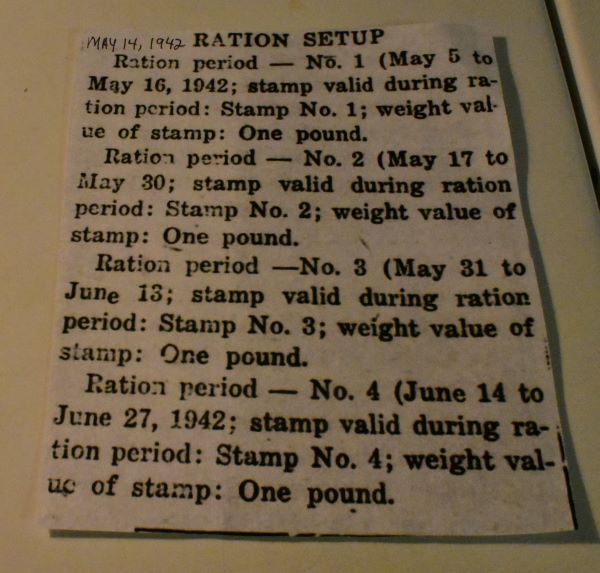 MAY 14, 1942 RATION SETUP
Ration period — No. 1 (May 5 to
May 16, 1942; stamp valid during ra-
tion period: Stamp No. 1; weight val-
ue of stamp: One pound.
Ration period — No. 2 (May 17 to
May 30; stamp valid during ration
period: Stamp No. 2; weight value of
stamp: One pound.
Ration period —No. 3 (May 31 to
June 13; stamp valid during ration
period: Stamp No. 3; weight value of
stamp: One pound.
Ration period — No. 4 (June 14 to
June 27, 1942; stamp valid during ra-
tion period: Stamp No. 4; weight val-
ue of stamp: One pound.